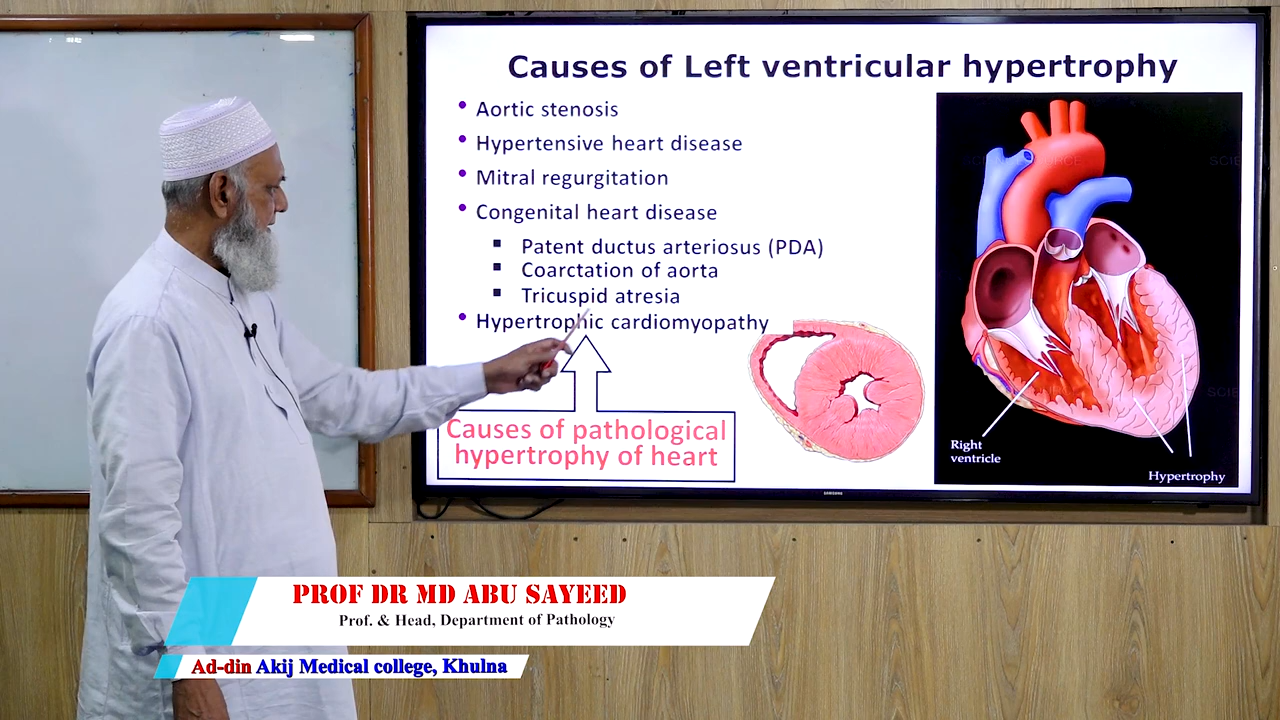 Causes of Left ventricular hypertrophy
• Aortic stenosis
• Hypertensive heart disease
• Mitral regurgitation
• Congenital heart disease
▪ Patent ductus arteriosus (PDA)
▪ Coarctation of aorta
▪ Tricuspid atresia
• Hypertrophic cardiomyopathy
Causes of pathological
hypertrophy of heart
Right
ventricle
Hypertrophy
SAMSUNG
PROF DR MD ABU SAYEED
Prof. & Head, Department of Pathology
Ad-din Akij Medical college, Khulna